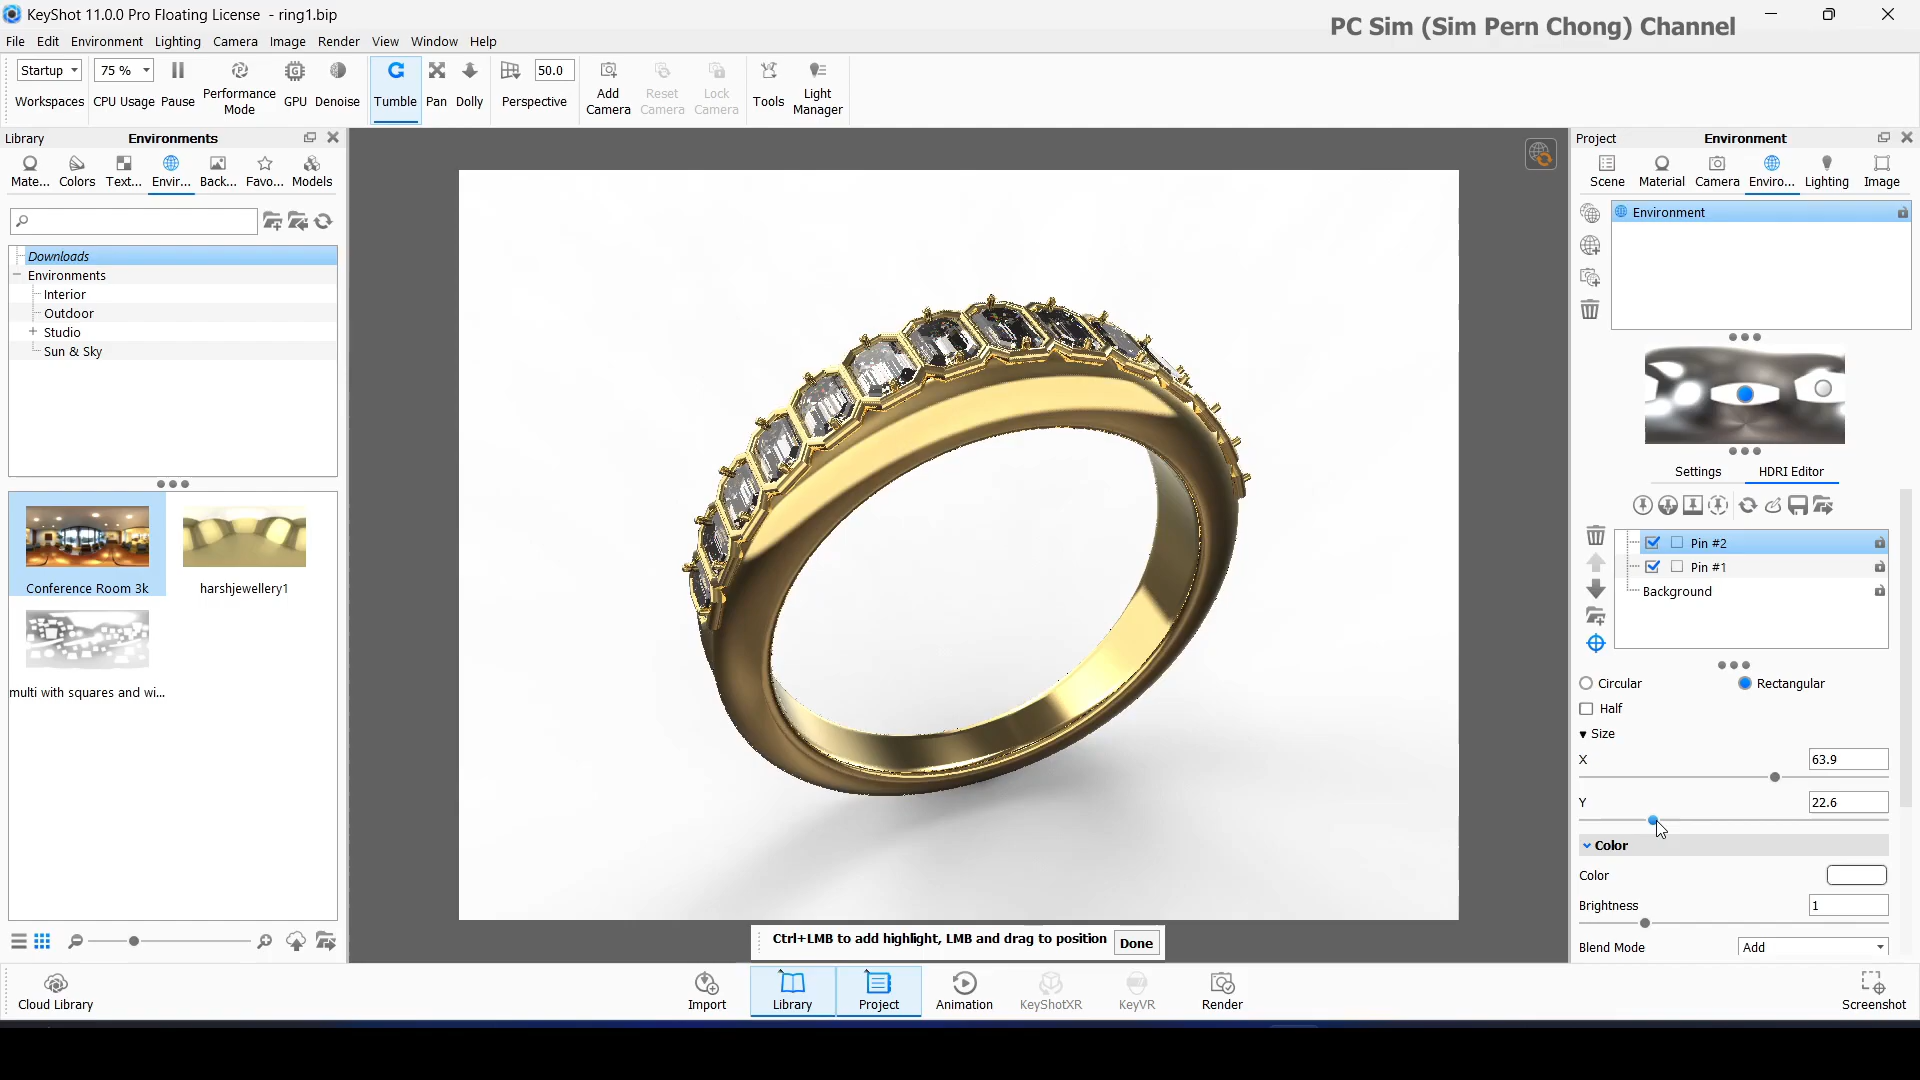 KeyShot 11.0.0 Pro Floating License - ring1.bip
PC Sim (Sim Pern Chong) Channel
File Edit Environment Lighting Camera Image Render View Window Help
Startup 75 % 50.0
Workspaces CPU Usage Pause Performance Mode GPU Denoise Tumble Pan Dolly Perspective Add Camera Reset Camera Lock Camera Tools Light Manager
Library Environments
Mate... Colors Text... Envir... Back... Favo... Models
Downloads
Environments
Interior
Outdoor
Studio
Sun & Sky
Conference Room 3k
harshjewellery1
multi with squares and wi...
Project Environment
Scene Material Camera Enviro... Lighting Image
Environment
Settings HDRI Editor
Pin #2
Pin #1
Background
Circular Rectangular
Half
Size
X 63.9
Y 22.6
Color
Color
Brightness 1
Blend Mode Add
Ctrl+LMB to add highlight, LMB and drag to position Done
Cloud Library Import Library Project Animation KeyShotXR KeyVR Render Screenshot